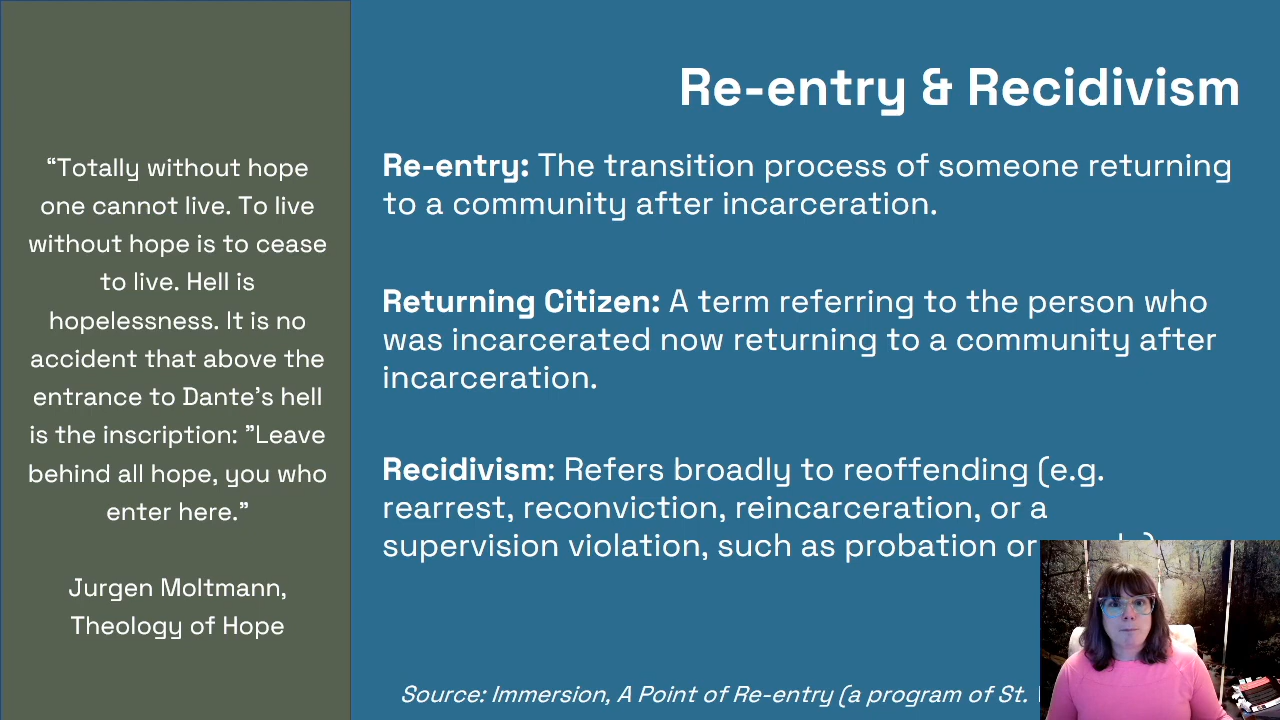 Re-entry & Recidivism
“Totally without hope
one cannot live. To live
without hope is to cease
to live. Hell is
hopelessness. It is no
accident that above the
entrance to Dante’s hell
is the inscription: ”Leave
behind all hope, you who
enter here.”
Jurgen Moltmann,
Theology of Hope
Re-entry: The transition process of someone returning
to a community after incarceration.
Returning Citizen: A term referring to the person who
was incarcerated now returning to a community after
incarceration.
Recidivism: Refers broadly to reoffending (e.g.
rearrest, reconviction, reincarceration, or a
supervision violation, such as probation or
Source: Immersion, A Point of Re-entry (a program of St.